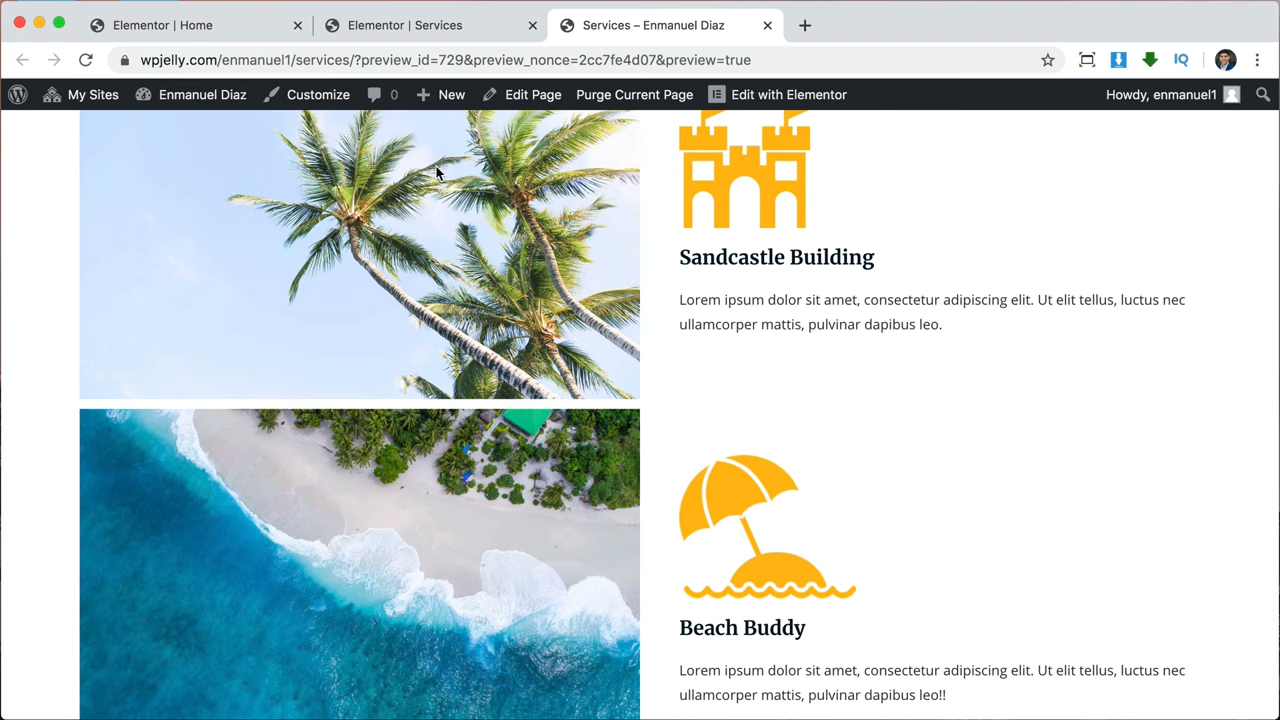 Elementor | Home
Elementor | Services
Services – Enmanuel Diaz
wpjelly.com/enmanuel1/services/?preview_id=729&preview_nonce=2cc7fe4d07&preview=true
IQ
My Sites Enmanuel Diaz Customize 0 New Edit Page Purge Current Page Edit with Elementor Howdy, enmanuel1
Sandcastle Building
Lorem ipsum dolor sit amet, consectetur adipiscing elit. Ut elit tellus, luctus nec
ullamcorper mattis, pulvinar dapibus leo.
Beach Buddy
Lorem ipsum dolor sit amet, consectetur adipiscing elit. Ut elit tellus, luctus nec
ullamcorper mattis, pulvinar dapibus leo!!